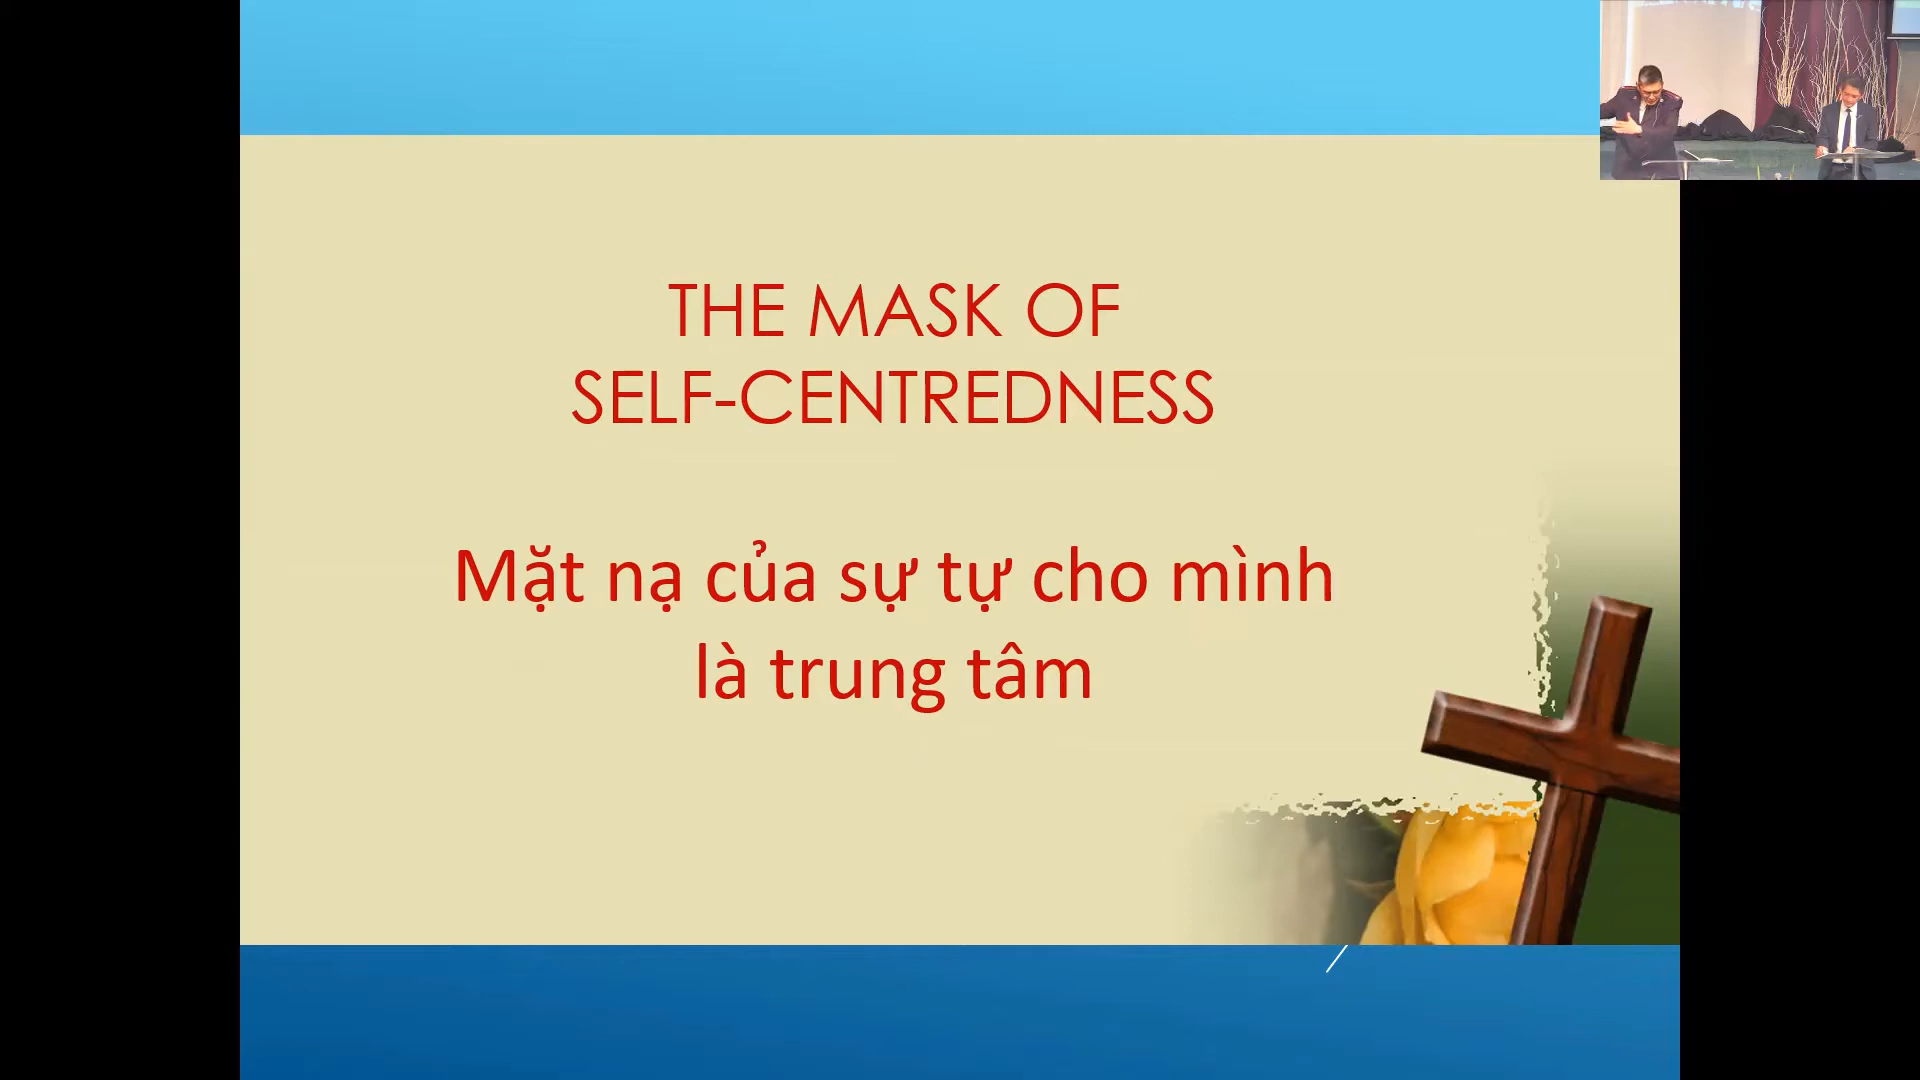 THE MASK OF
SELF-CENTREDNESS
Mặt nạ của sự tự cho mình
là trung tâm